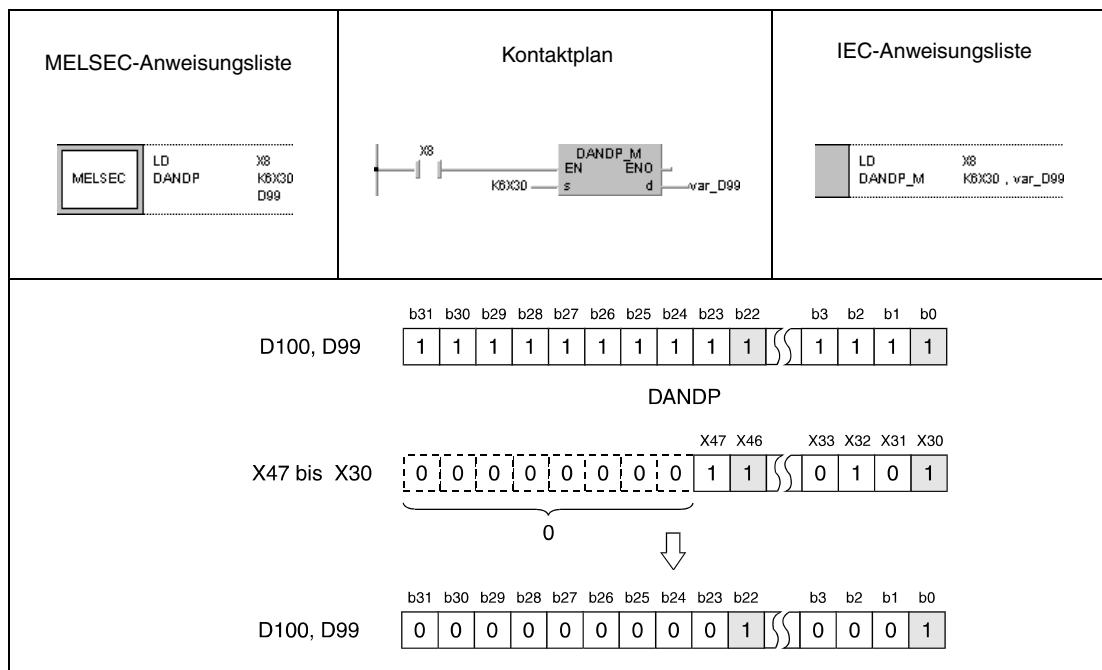 MELSEC-Anweisungsliste
MELSEC
LD X8
DANDP K6X30
D99
Kontaktplan
X8
DANDP_M
EN ENO
K6X30 s d var_D99
IEC-Anweisungsliste
LD X8
DANDP_M K6X30 , var_D99
b31 b30 b29 b28 b27 b26 b25 b24 b23 b22 b3 b2 b1 b0
D100, D99 1 1 1 1 1 1 1 1 1 1 1 1 1 1
DANDP
X47 X46 X33 X32 X31 X30
X47 bis X30 0 0 0 0 0 0 0 0 1 1 0 1 0 1
0
b31 b30 b29 b28 b27 b26 b25 b24 b23 b22 b3 b2 b1 b0
D100, D99 0 0 0 0 0 0 0 0 0 1 0 0 0 1